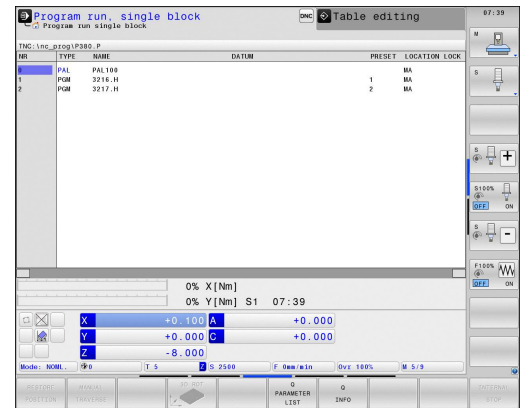 Program run, single block
DNC
Table editing
07:39
Program run single block
TNC:\nc_prog\P380.P
NR TYPE NAME DATUM PRESET LOCATION LOCK
0 PAL PAL100 MA
1 PGM 3216.H 1 MA
2 PGM 3217.H 2 MA
M
S
S
S100%
OFF ON
S
F100%
OFF ON
0% X[Nm]
0% Y[Nm] S1 07:39
X +0.100 A +0.000
Y +0.000 C +0.000
Z -8.000
Mode: NOML. 0 T 5 Z S 2500 F 0mm/min Ovr 100% M 5/9
RESTORE POSITION
MANUAL TRAVERSE
3D ROT
Q PARAMETER LIST
Q INFO
INTERNAL STOP